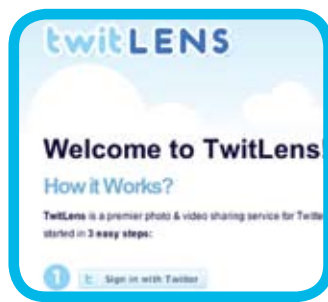 twitLENS
Welcome to TwitLens!
How it Works?
TwitLens is a premier photo & video sharing service for Twitte
started in 3 easy steps:
1 t Sign in with Twitter